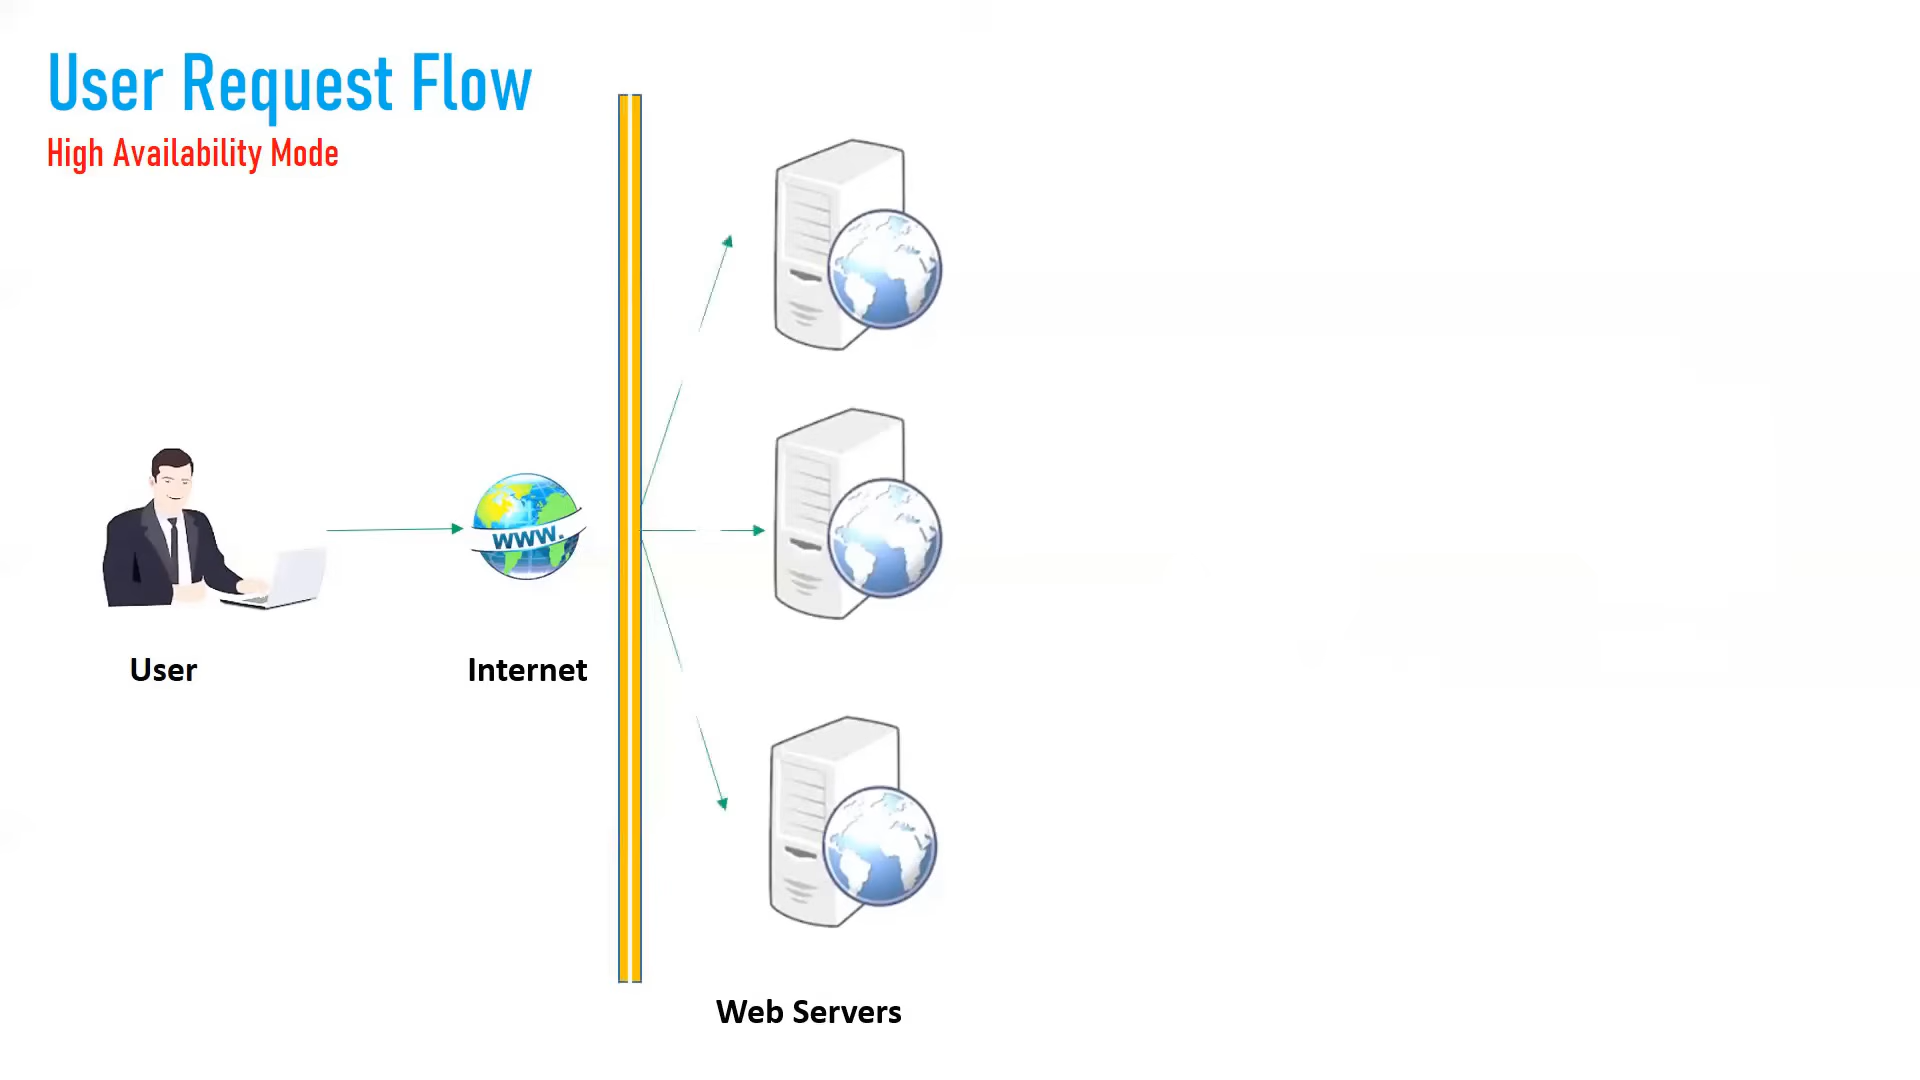 User Request Flow
High Availability Mode
www.
User
Internet
Web Servers